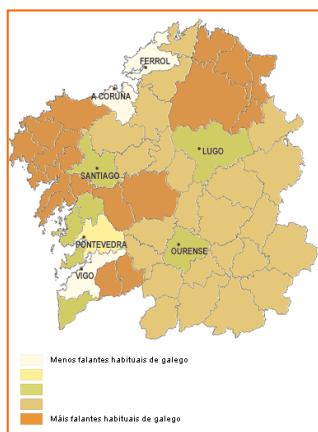 FERROL
A CORUÑA
LUGO
SANTIAGO
PONTEVEDRA
OURENSE
VIGO
Menos falantes habituais de galego
Máis falantes habituais de galego